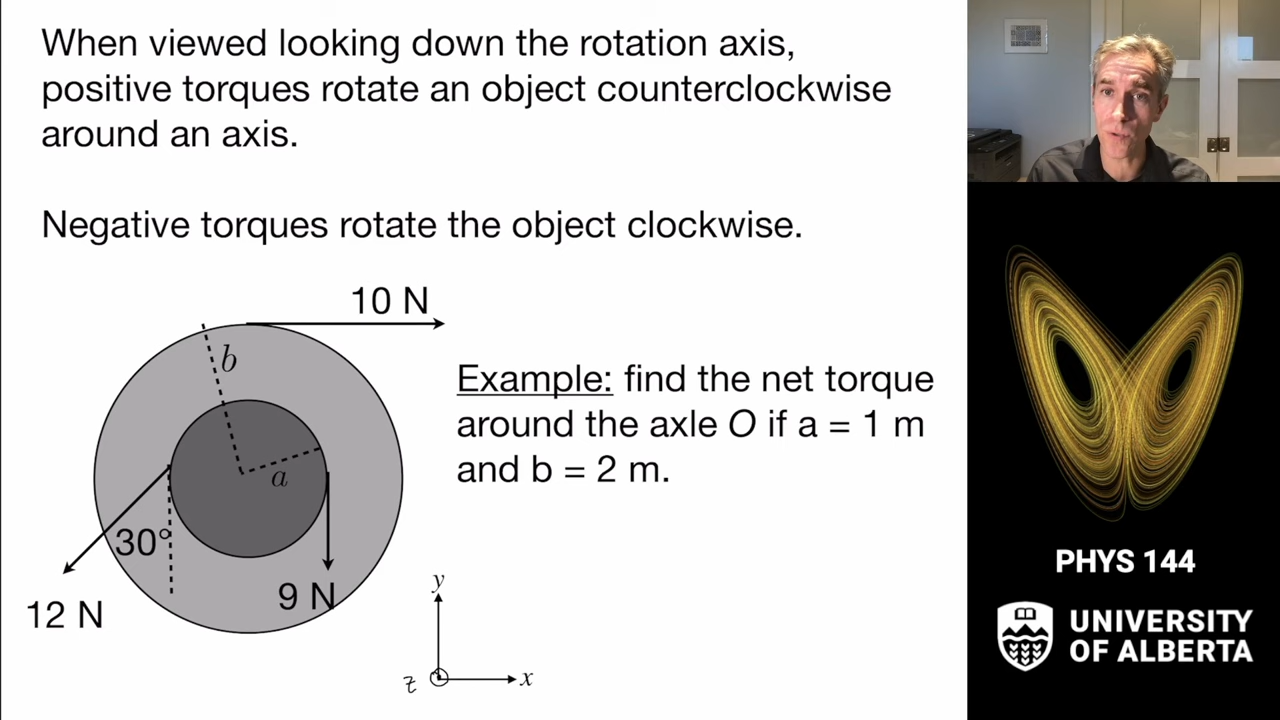 When viewed looking down the rotation axis,
positive torques rotate an object counterclockwise
around an axis.
Negative torques rotate the object clockwise.
10 N
b
a
30°
12 N
9 N
Example: find the net torque
around the axle O if a = 1 m
and b = 2 m.
y
z
x
PHYS 144
UNIVERSITY
OF ALBERTA